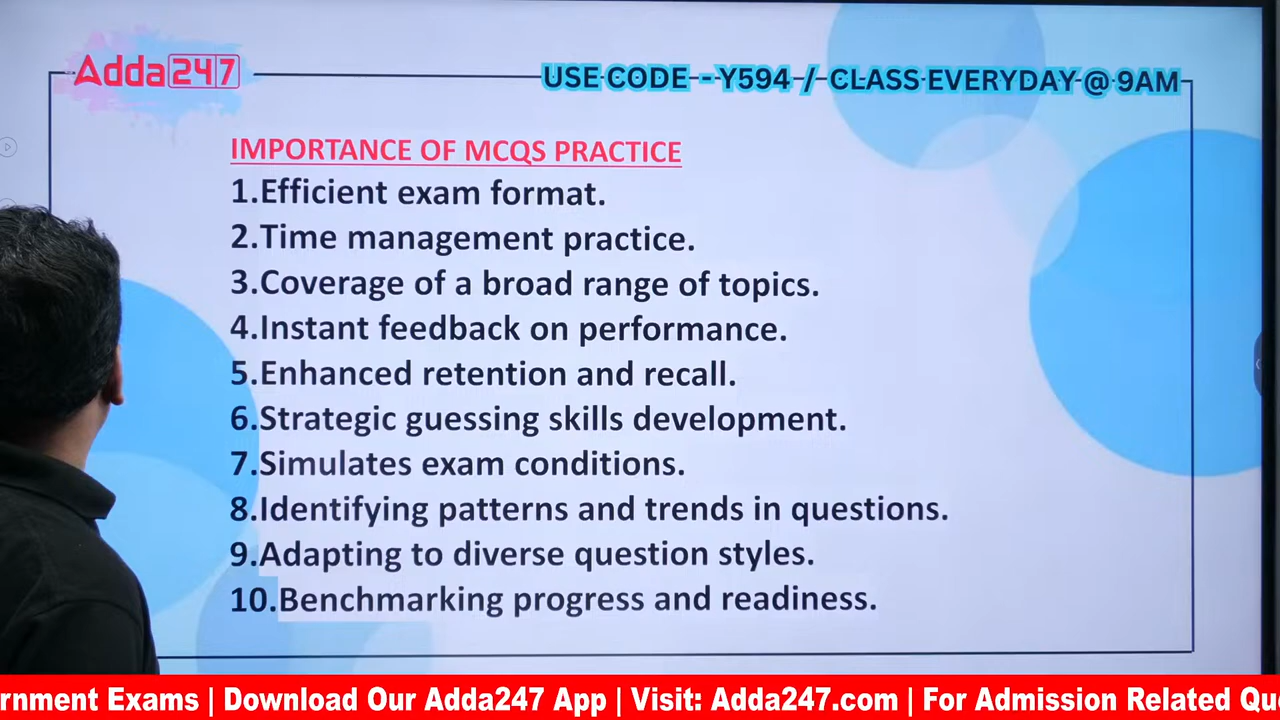 Adda247
USE CODE - Y594 / CLASS EVERYDAY @ 9AM
IMPORTANCE OF MCQS PRACTICE
1.Efficient exam format.
2.Time management practice.
3.Coverage of a broad range of topics.
4.Instant feedback on performance.
5.Enhanced retention and recall.
6.Strategic guessing skills development.
7.Simulates exam conditions.
8.Identifying patterns and trends in questions.
9.Adapting to diverse question styles.
10.Benchmarking progress and readiness.
rnment Exams | Download Our Adda247 App | Visit: Adda247.com | For Admission Related Qu